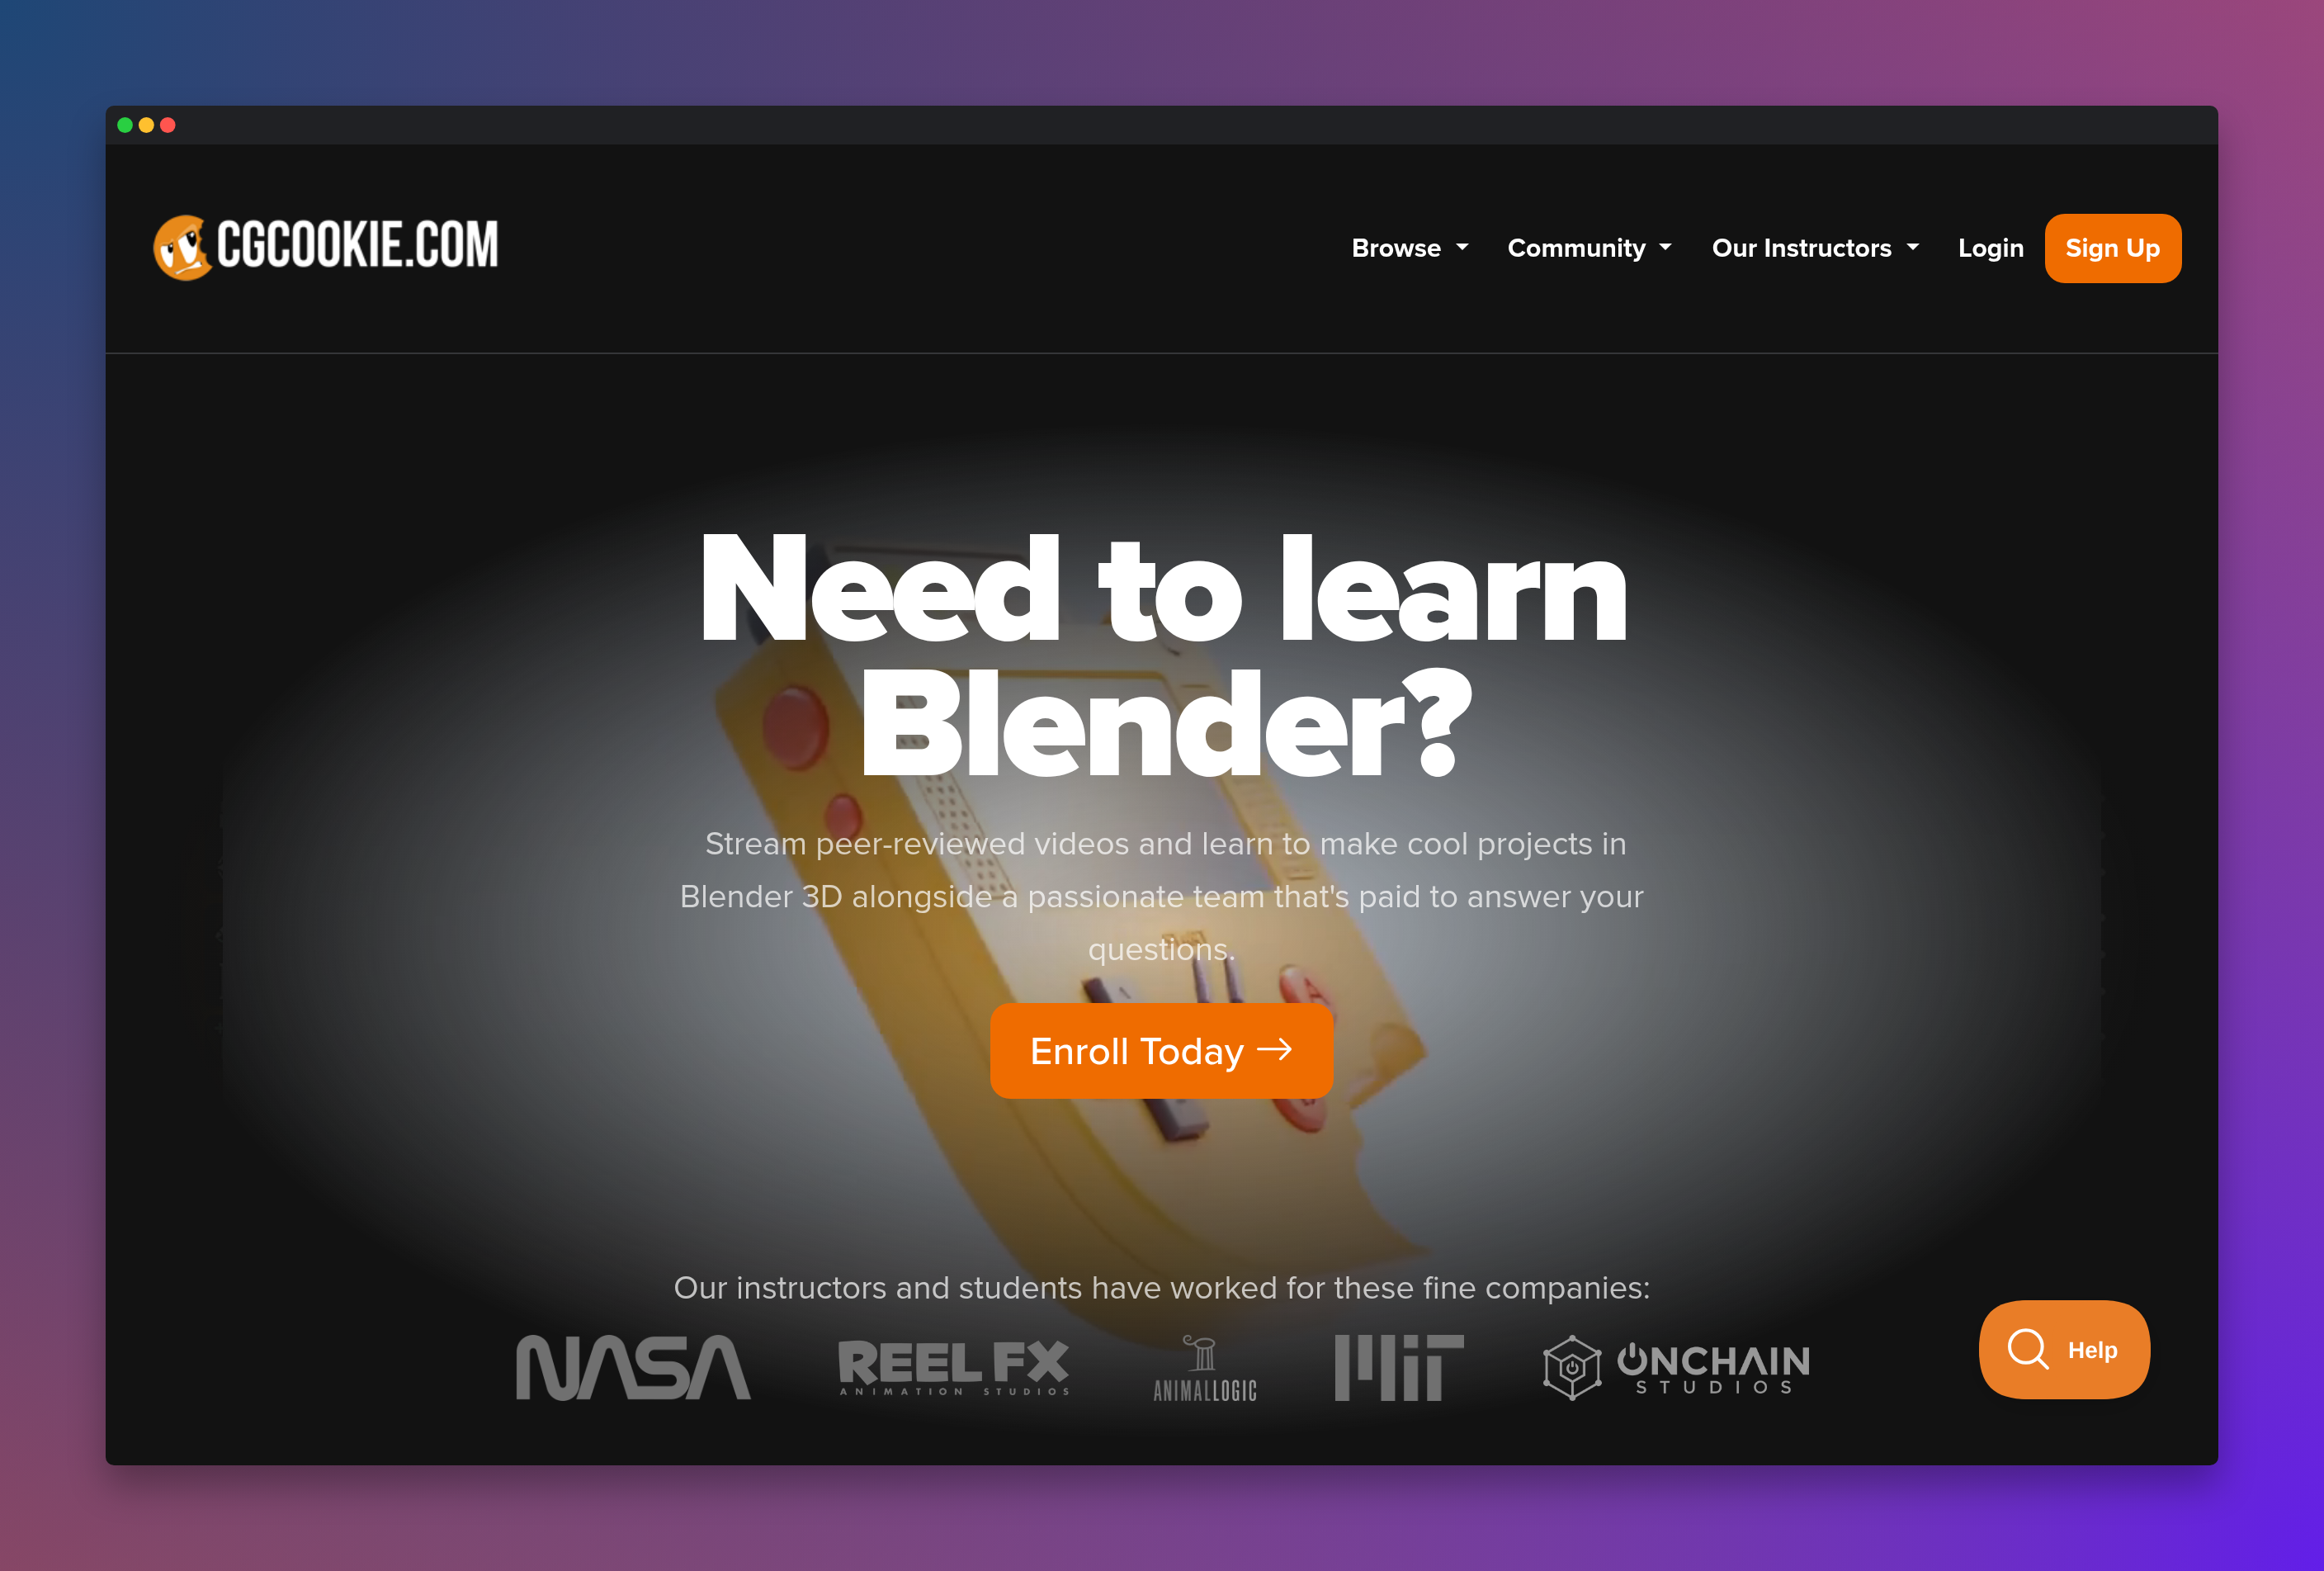 CGCOOKIE.COM
Browse Community Our Instructors Login Sign Up
Need to learn
Blender?
Stream peer-reviewed videos and learn to make cool projects in
Blender 3D alongside a passionate team that's paid to answer your
questions.
Enroll Today →
Our instructors and students have worked for these fine companies:
NASA
REEL FX
ANIMATION STUDIOS
ANIMALLOGIC
MIT
ONCHAIN
STUDIOS
Help